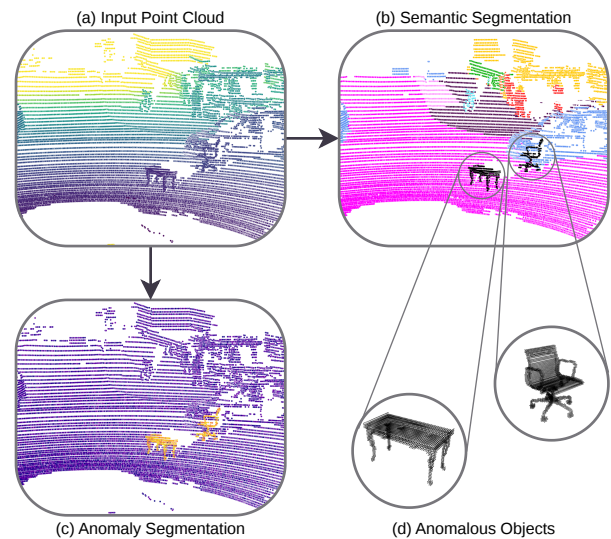 (a) Input Point Cloud
(b) Semantic Segmentation
(c) Anomaly Segmentation
(d) Anomalous Objects